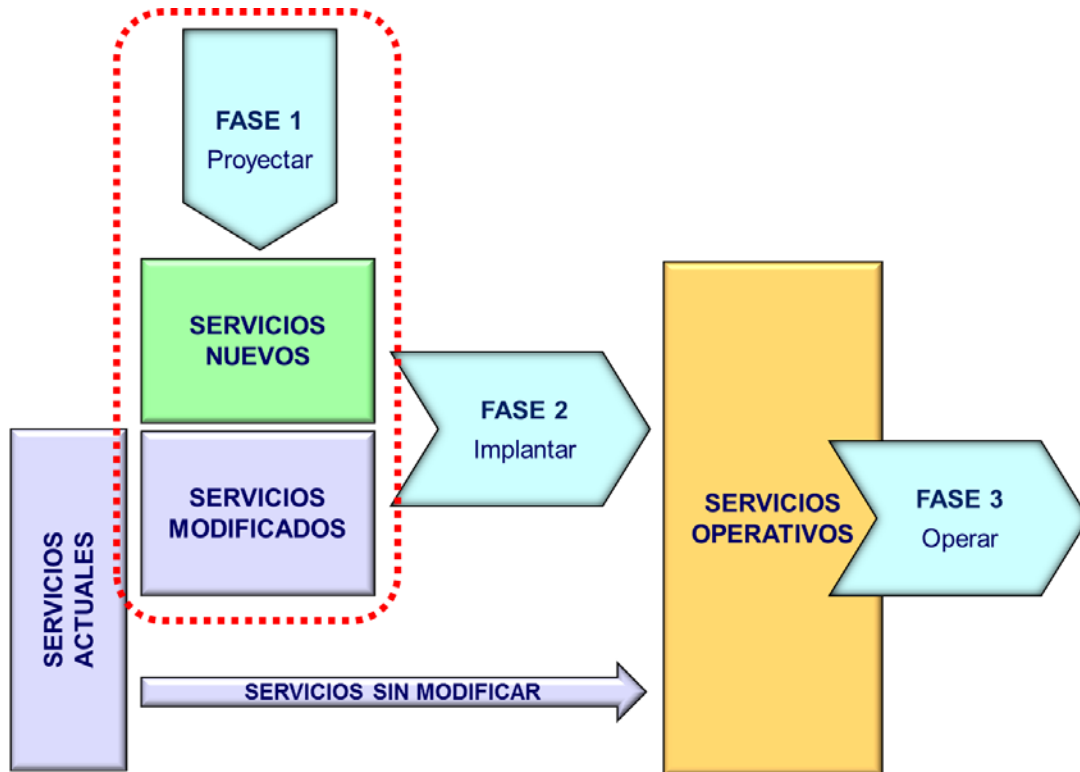 FASE 1
Proyectar
SERVICIOS
NUEVOS
SERVICIOS
MODIFICADOS
FASE 2
Implantar
SERVICIOS
ACTUALES
SERVICIOS SIN MODIFICAR
SERVICIOS
OPERATIVOS
FASE 3
Operar